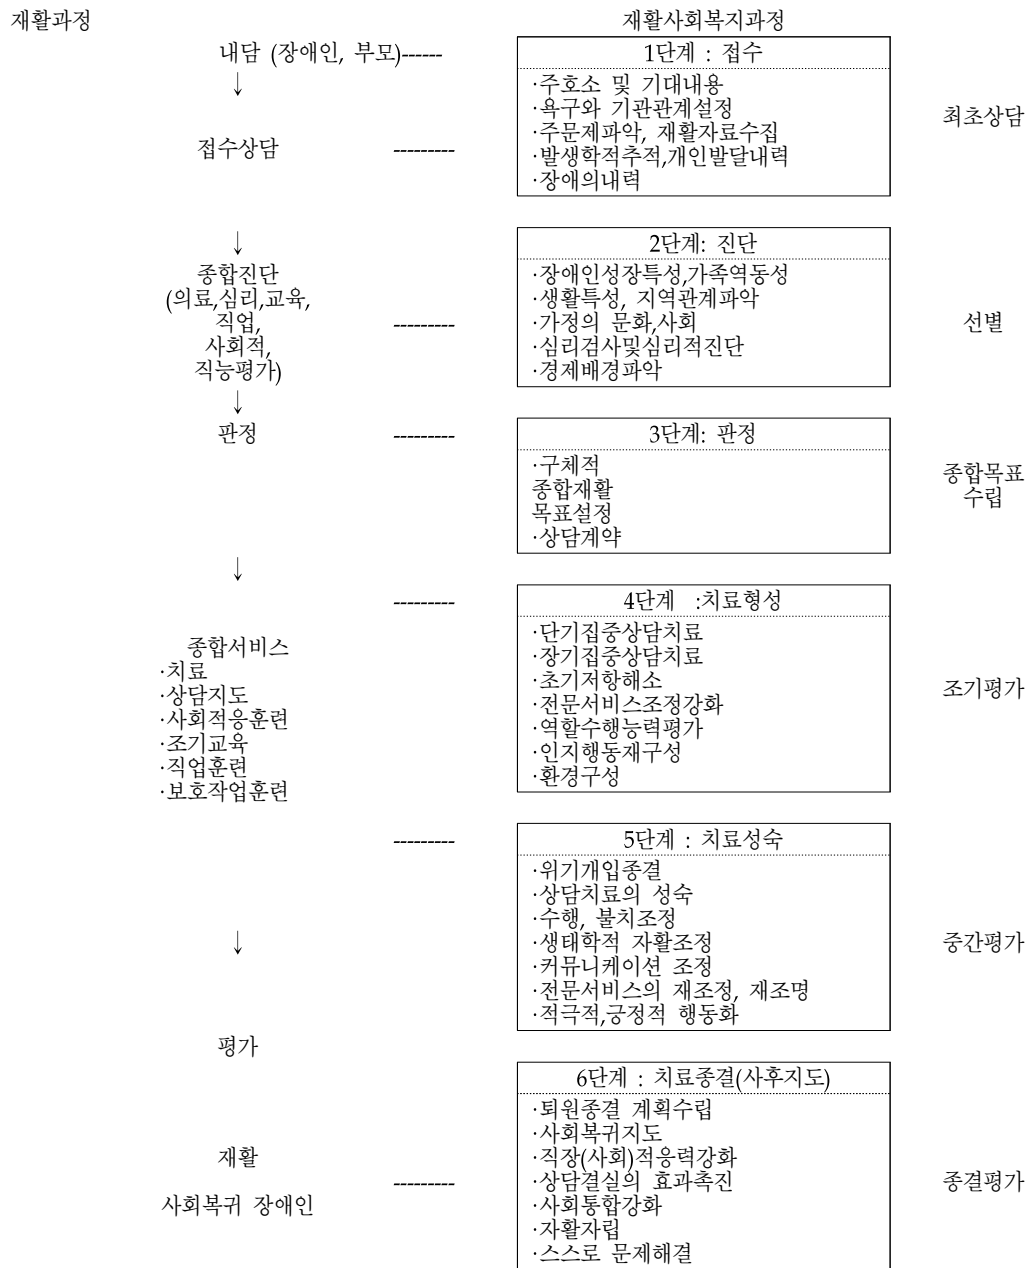 재활과정
재활사회복지과정
내담 (장애인, 부모)------
1단계 : 접수
↓
·주호소 및 기대내용
·욕구와 기관관계설정
·주문제파악, 재활자료수집
·발생학적추적,개인발달내력
·장애의내력
최초상담
접수상담
---------
↓
2단계: 진단
종합진단
(의료,심리,교육,
직업,
사회적,
직능평가)
---------
·장애인성장특성,가족역동성
·생활특성, 지역관계파악
·가정의 문화,사회
·심리검사및심리적진단
·경제배경파악
선별
↓
판정
---------
3단계: 판정
·구체적
종합재활
목표설정
·상담계약
종합목표
수립
↓
---------
4단계 :치료형성
종합서비스
·치료
·상담지도
·사회적응훈련
·조기교육
·직업훈련
·보호작업훈련
·단기집중상담치료
·장기집중상담치료
·초기저항해소
·전문서비스조정강화
·역할수행능력평가
·인지행동재구성
·환경구성
조기평가
---------
5단계 : 치료성숙
·위기개입종결
·상담치료의 성숙
·수행, 불치조정
·생태학적 자활조정
·커뮤니케이션 조정
·전문서비스의 재조정, 재조명
·적극적,긍정적 행동화
↓
중간평가
평가
6단계 : 치료종결(사후지도)
·퇴원종결 계획수립
·사회복귀지도
·직장(사회)적응력강화
·상담결실의 효과촉진
·사회통합강화
·자활자립
·스스로 문제해결
재활
---------
사회복귀 장애인
종결평가